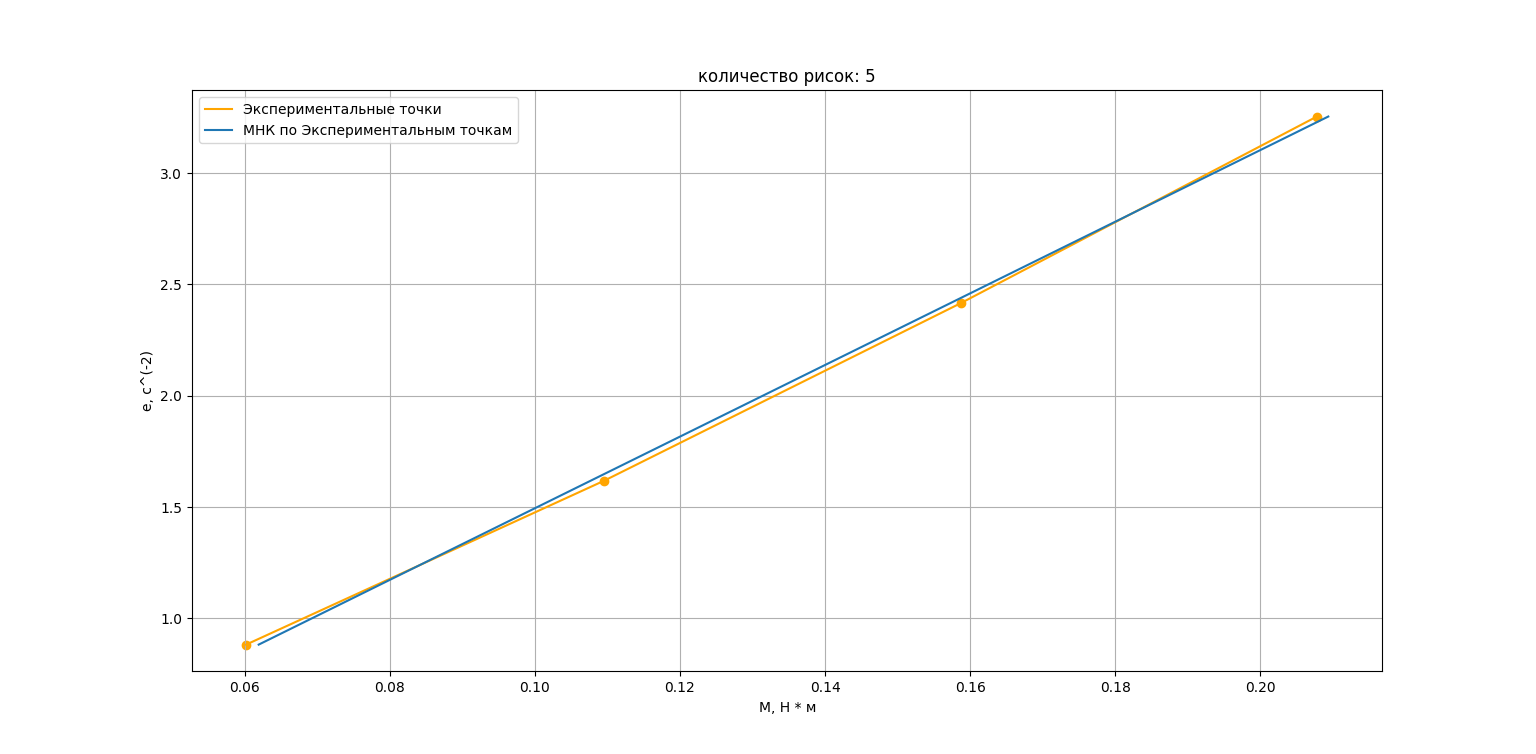 количество рисок: 5
Экспериментальные точки
МНК по Экспериментальным точкам
3.0
2.5
2.0
1.5
1.0
e, c^(-2)
0.06 0.08 0.10 0.12 0.14 0.16 0.18 0.20
М, Н * м